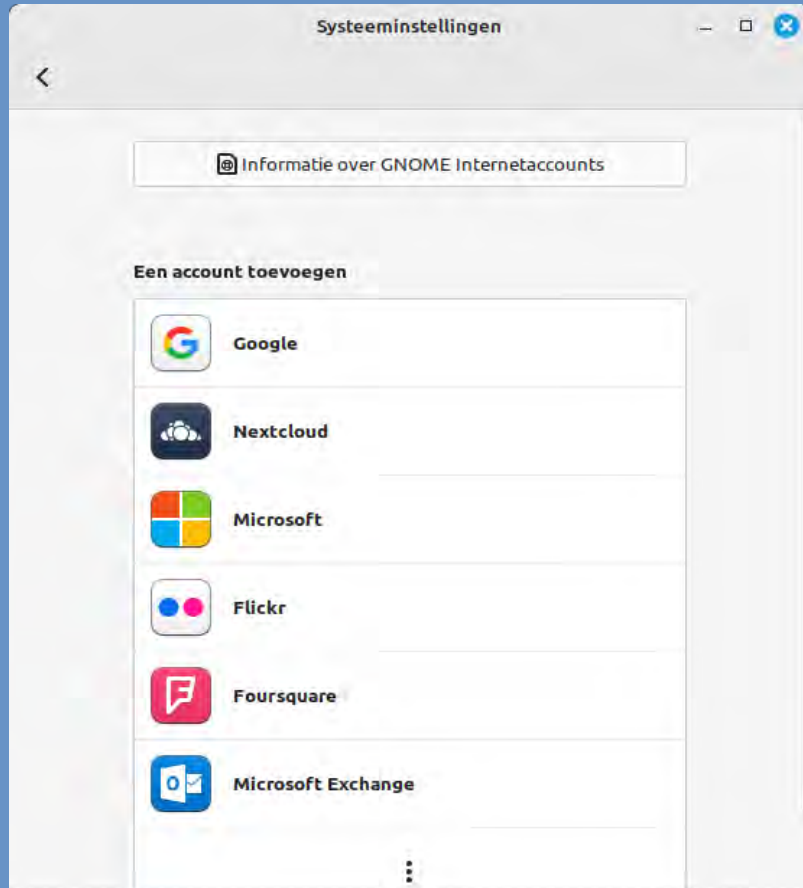 Systeeminstellingen
Informatie over GNOME Internetaccounts
Een account toevoegen
Google
Nextcloud
Microsoft
Flickr
Foursquare
Microsoft Exchange